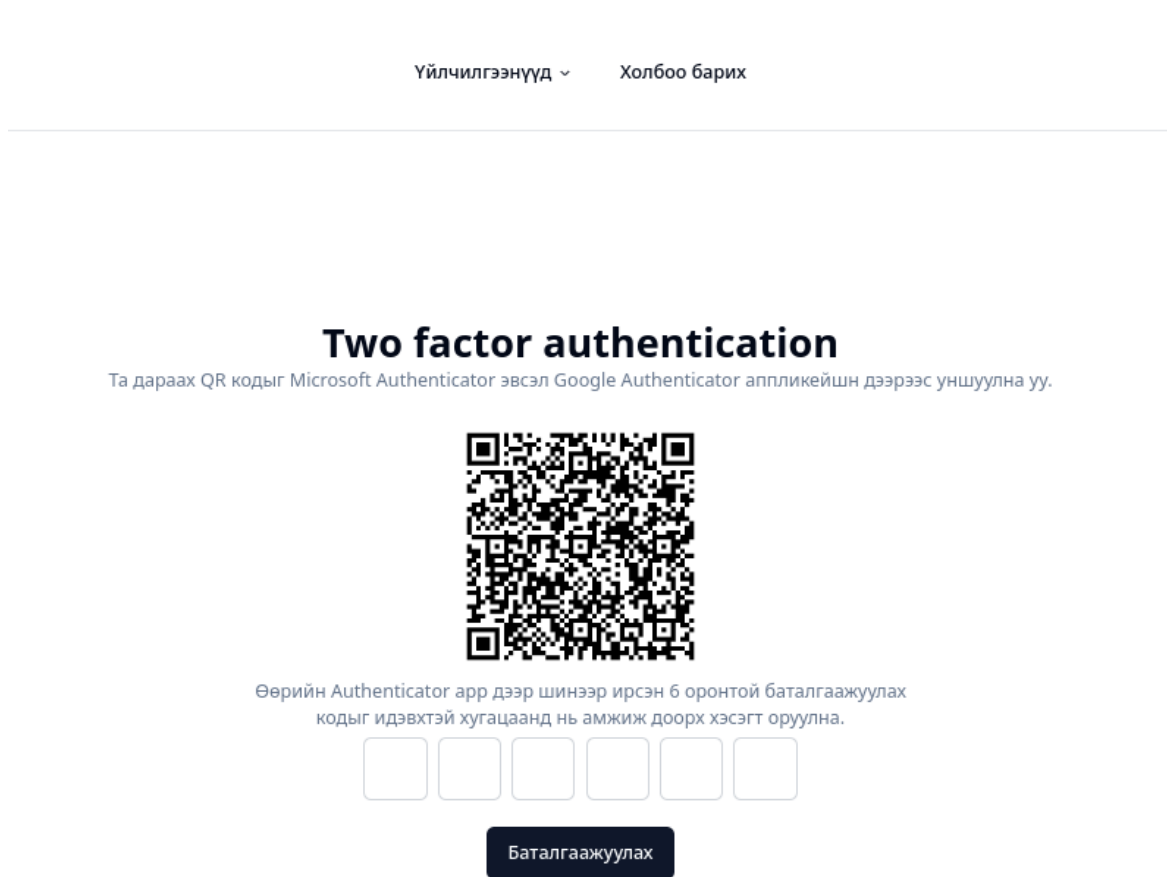 Үйлчилгээнүүд Холбоо барих
Two factor authentication
Та дараах QR кодыг Microsoft Authenticator эвсэл Google Authenticator аппликейшн дээрээс уншуулна уу.
Өөрийн Authenticator app дээр шинээр ирсэн 6 оронтой баталгаажуулах
кодыг идэвхтэй хугацаанд нь амжиж доорх хэсэгт оруулна.
Баталгаажуулах